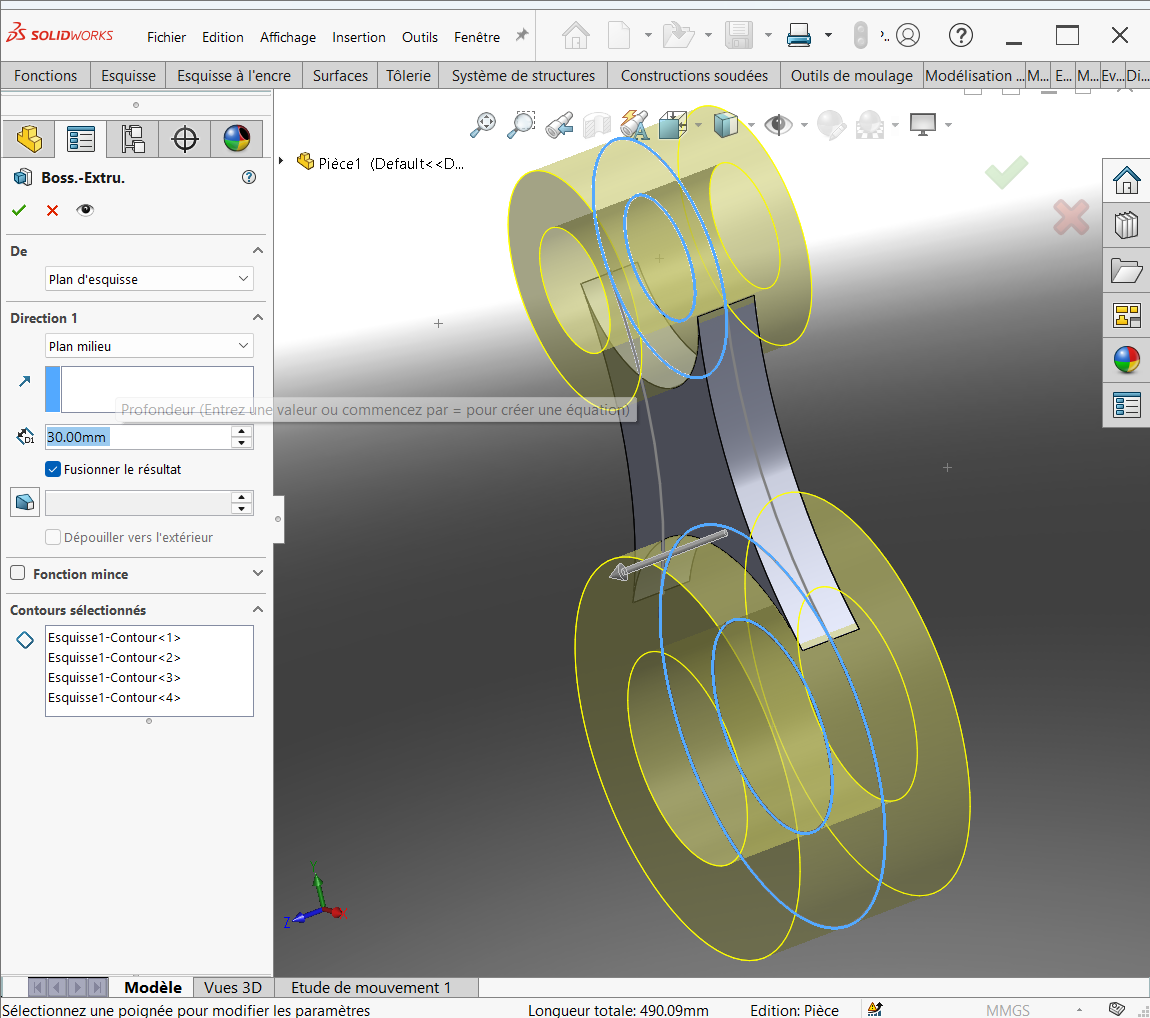 SOLIDWORKS Fichier Edition Affichage Insertion Outils Fenêtre
Fonctions Esquisse Esquisse à l'encre Surfaces Tôlerie Système de structures Constructions soudées Outils de moulage Modélisation ... M... E... M... Ev... Di...
Pièce1 (Default<<D...
Boss.-Extru.
De
Plan d'esquisse
Direction 1
Plan milieu
Profondeur (Entrez une valeur ou commencez par = pour créer une équation)
D1
30.00mm
Fusionner le résultat
Dépouiller vers l'extérieur
Fonction mince
Contours sélectionnés
Esquisse1-Contour<1>
Esquisse1-Contour<2>
Esquisse1-Contour<3>
Esquisse1-Contour<4>
Y
Z X
Modèle Vues 3D Etude de mouvement 1
Sélectionnez une poignée pour modifier les paramètres Longueur totale: 490.09mm Edition: Pièce MMGS